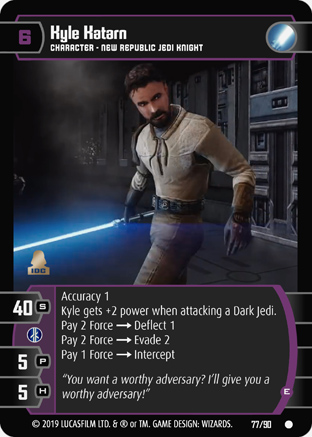 6
Kyle Katarn
CHARACTER - NEW REPUBLIC JEDI KNIGHT
IDC
40 S
5 P
5 H
Accuracy 1
Kyle gets +2 power when attacking a Dark Jedi.
Pay 2 Force → Deflect 1
Pay 2 Force → Evade 2
Pay 1 Force → Intercept
"You want a worthy adversary? I'll give you a
worthy adversary!"
E
© 2019 LUCASFILM LTD. & ® or TM. GAME DESIGN: WIZARDS.
77/90